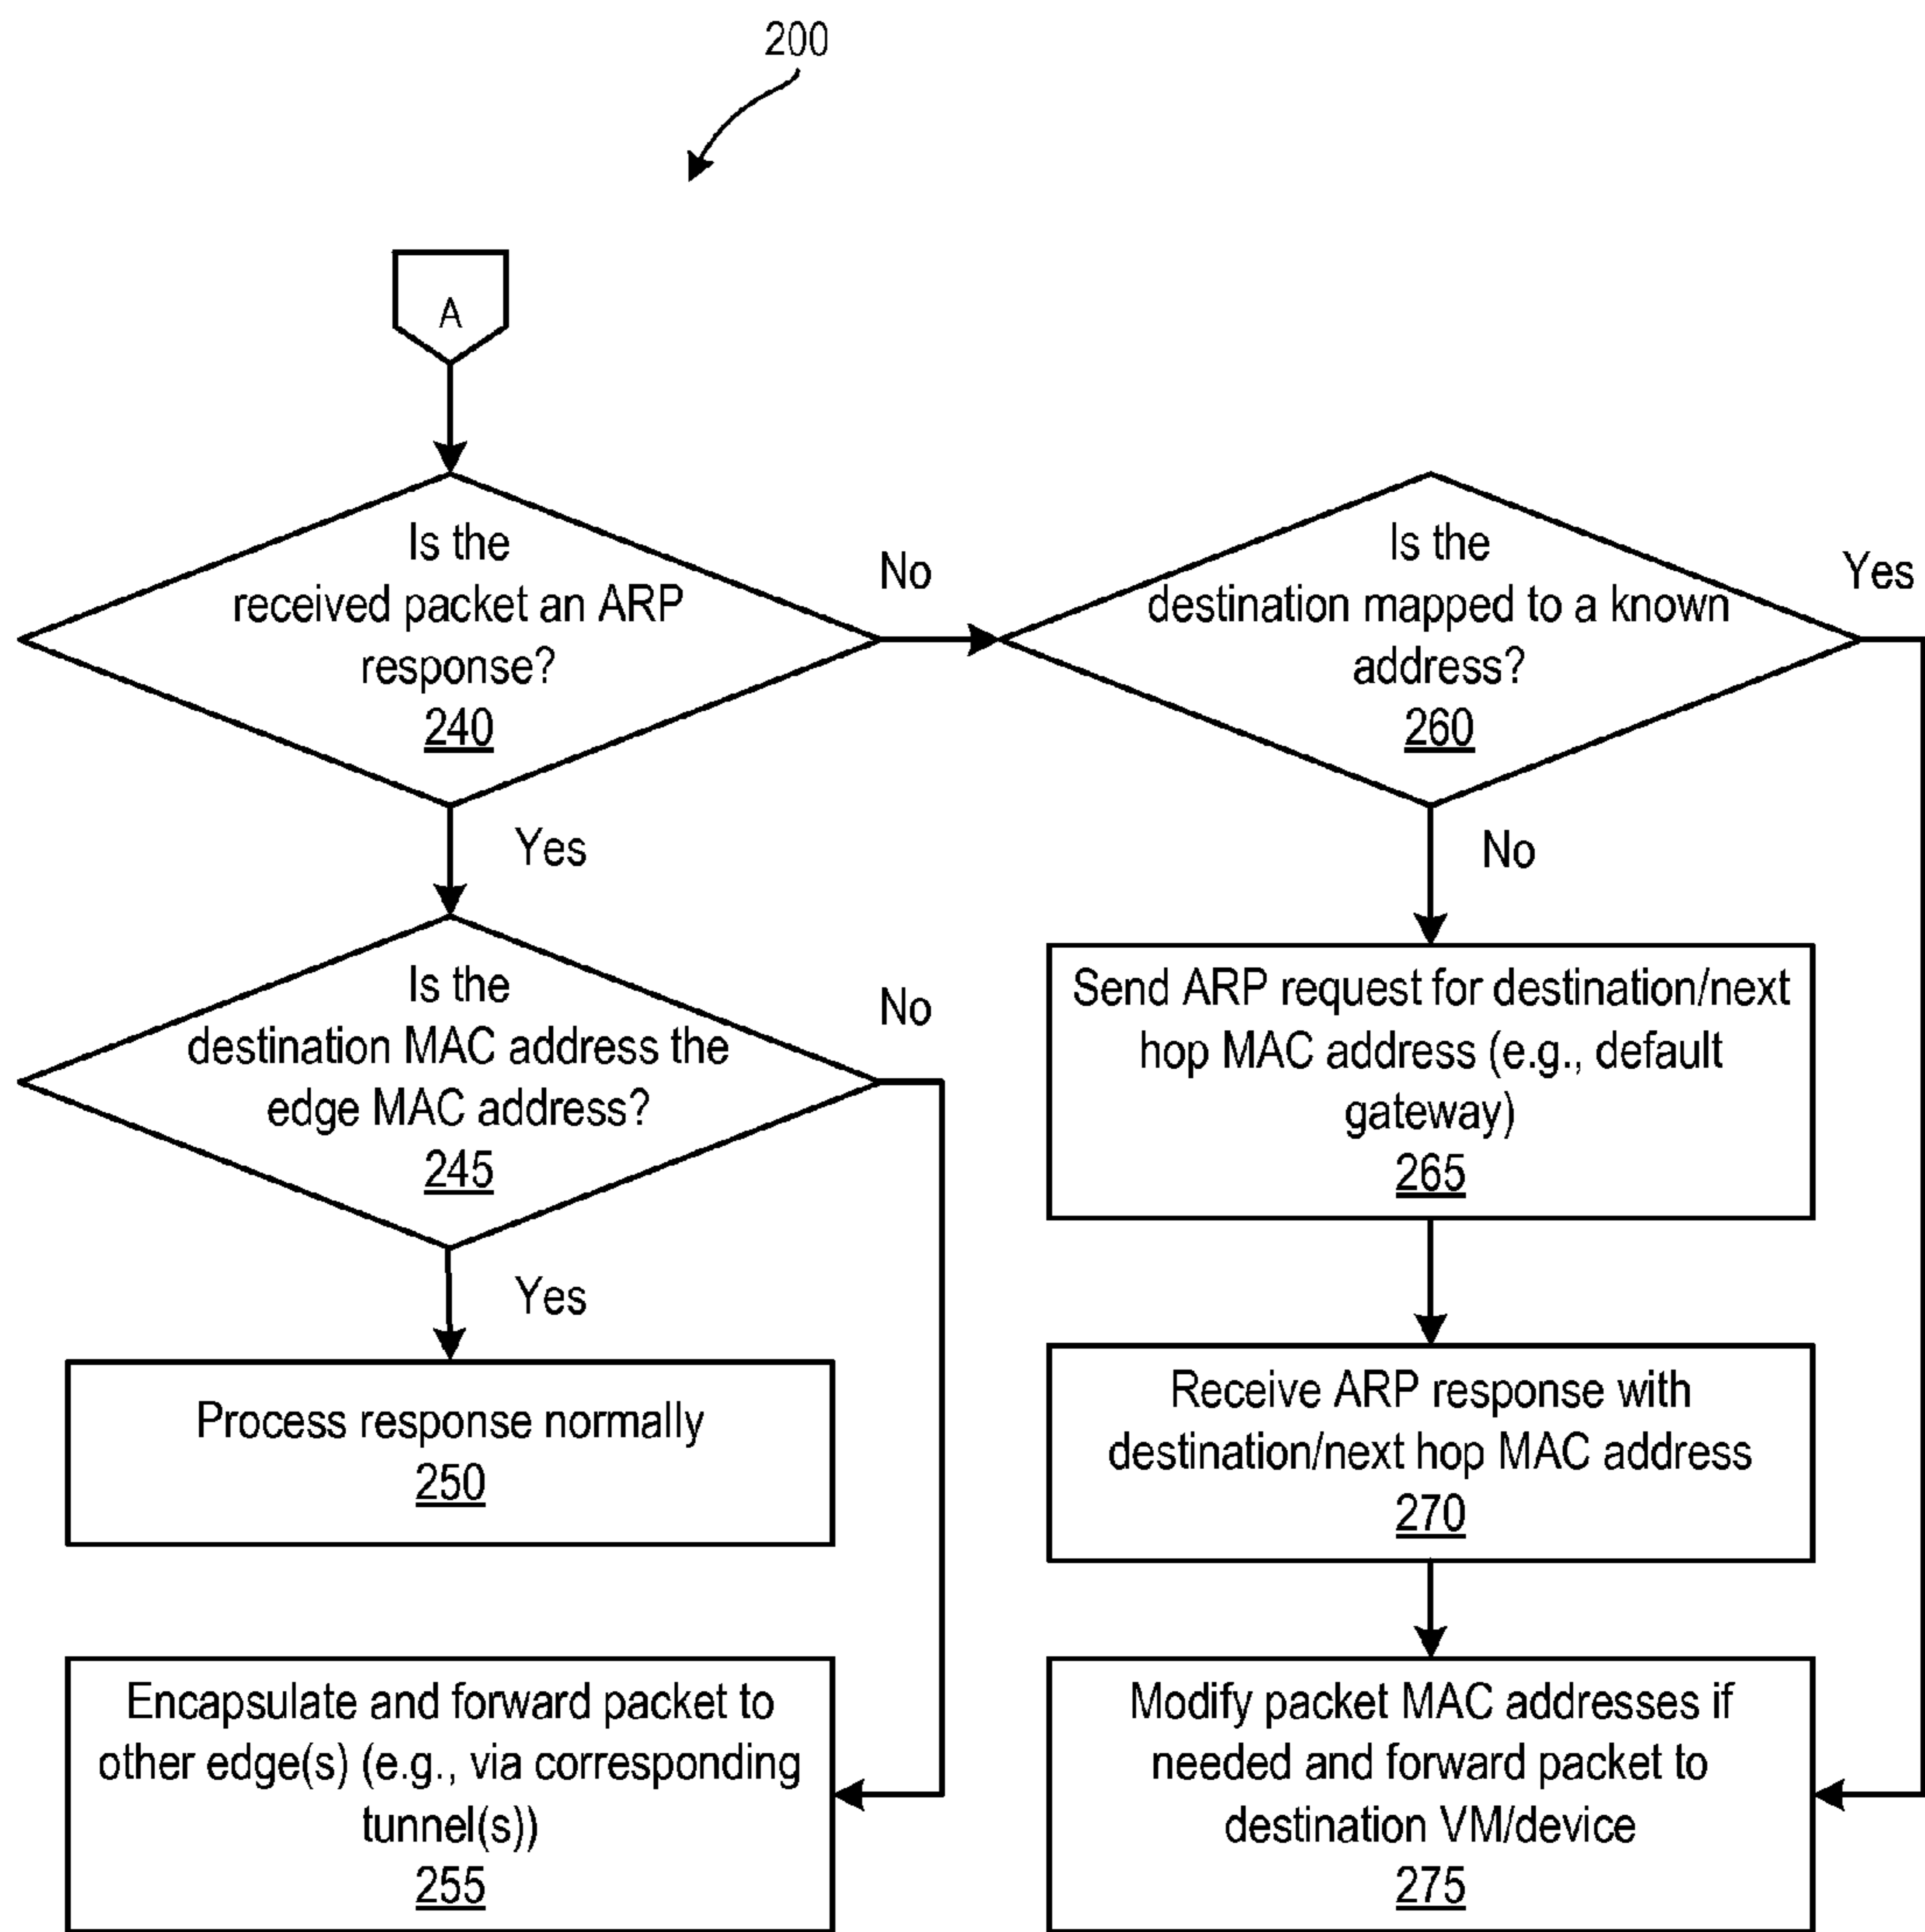 200
A
Is the
received packet an ARP
response?
240
No
Yes
Is the
destination MAC address the
edge MAC address?
245
No
Yes
Process response normally
250
Encapsulate and forward packet to
other edge(s) (e.g., via corresponding
tunnel(s))
255
Is the
destination mapped to a known
address?
260
Yes
No
Send ARP request for destination/next
hop MAC address (e.g., default
gateway)
265
Receive ARP response with
destination/next hop MAC address
270
Modify packet MAC addresses if
needed and forward packet to
destination VM/device
275